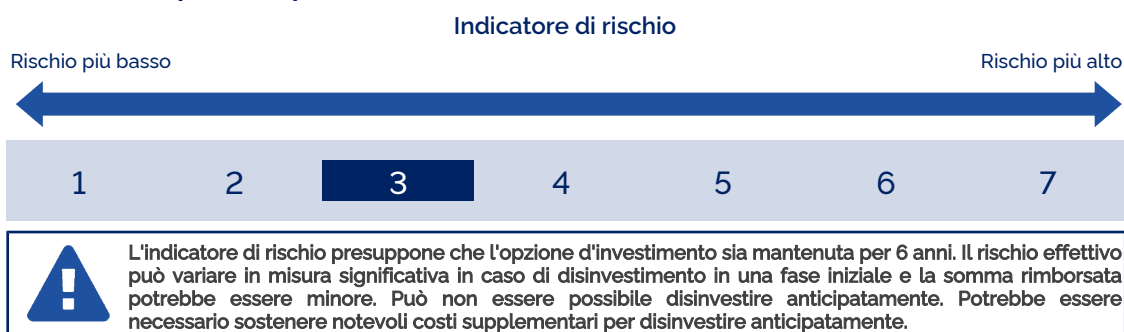 Indicatore di rischio
Rischio più basso
Rischio più alto
1 2 3 4 5 6 7
L'indicatore di rischio presuppone che l'opzione d'investimento sia mantenuta per 6 anni. Il rischio effettivo
può variare in misura significativa in caso di disinvestimento in una fase iniziale e la somma rimborsata
potrebbe essere minore. Può non essere possibile disinvestire anticipatamente. Potrebbe essere
necessario sostenere notevoli costi supplementari per disinvestire anticipatamente.